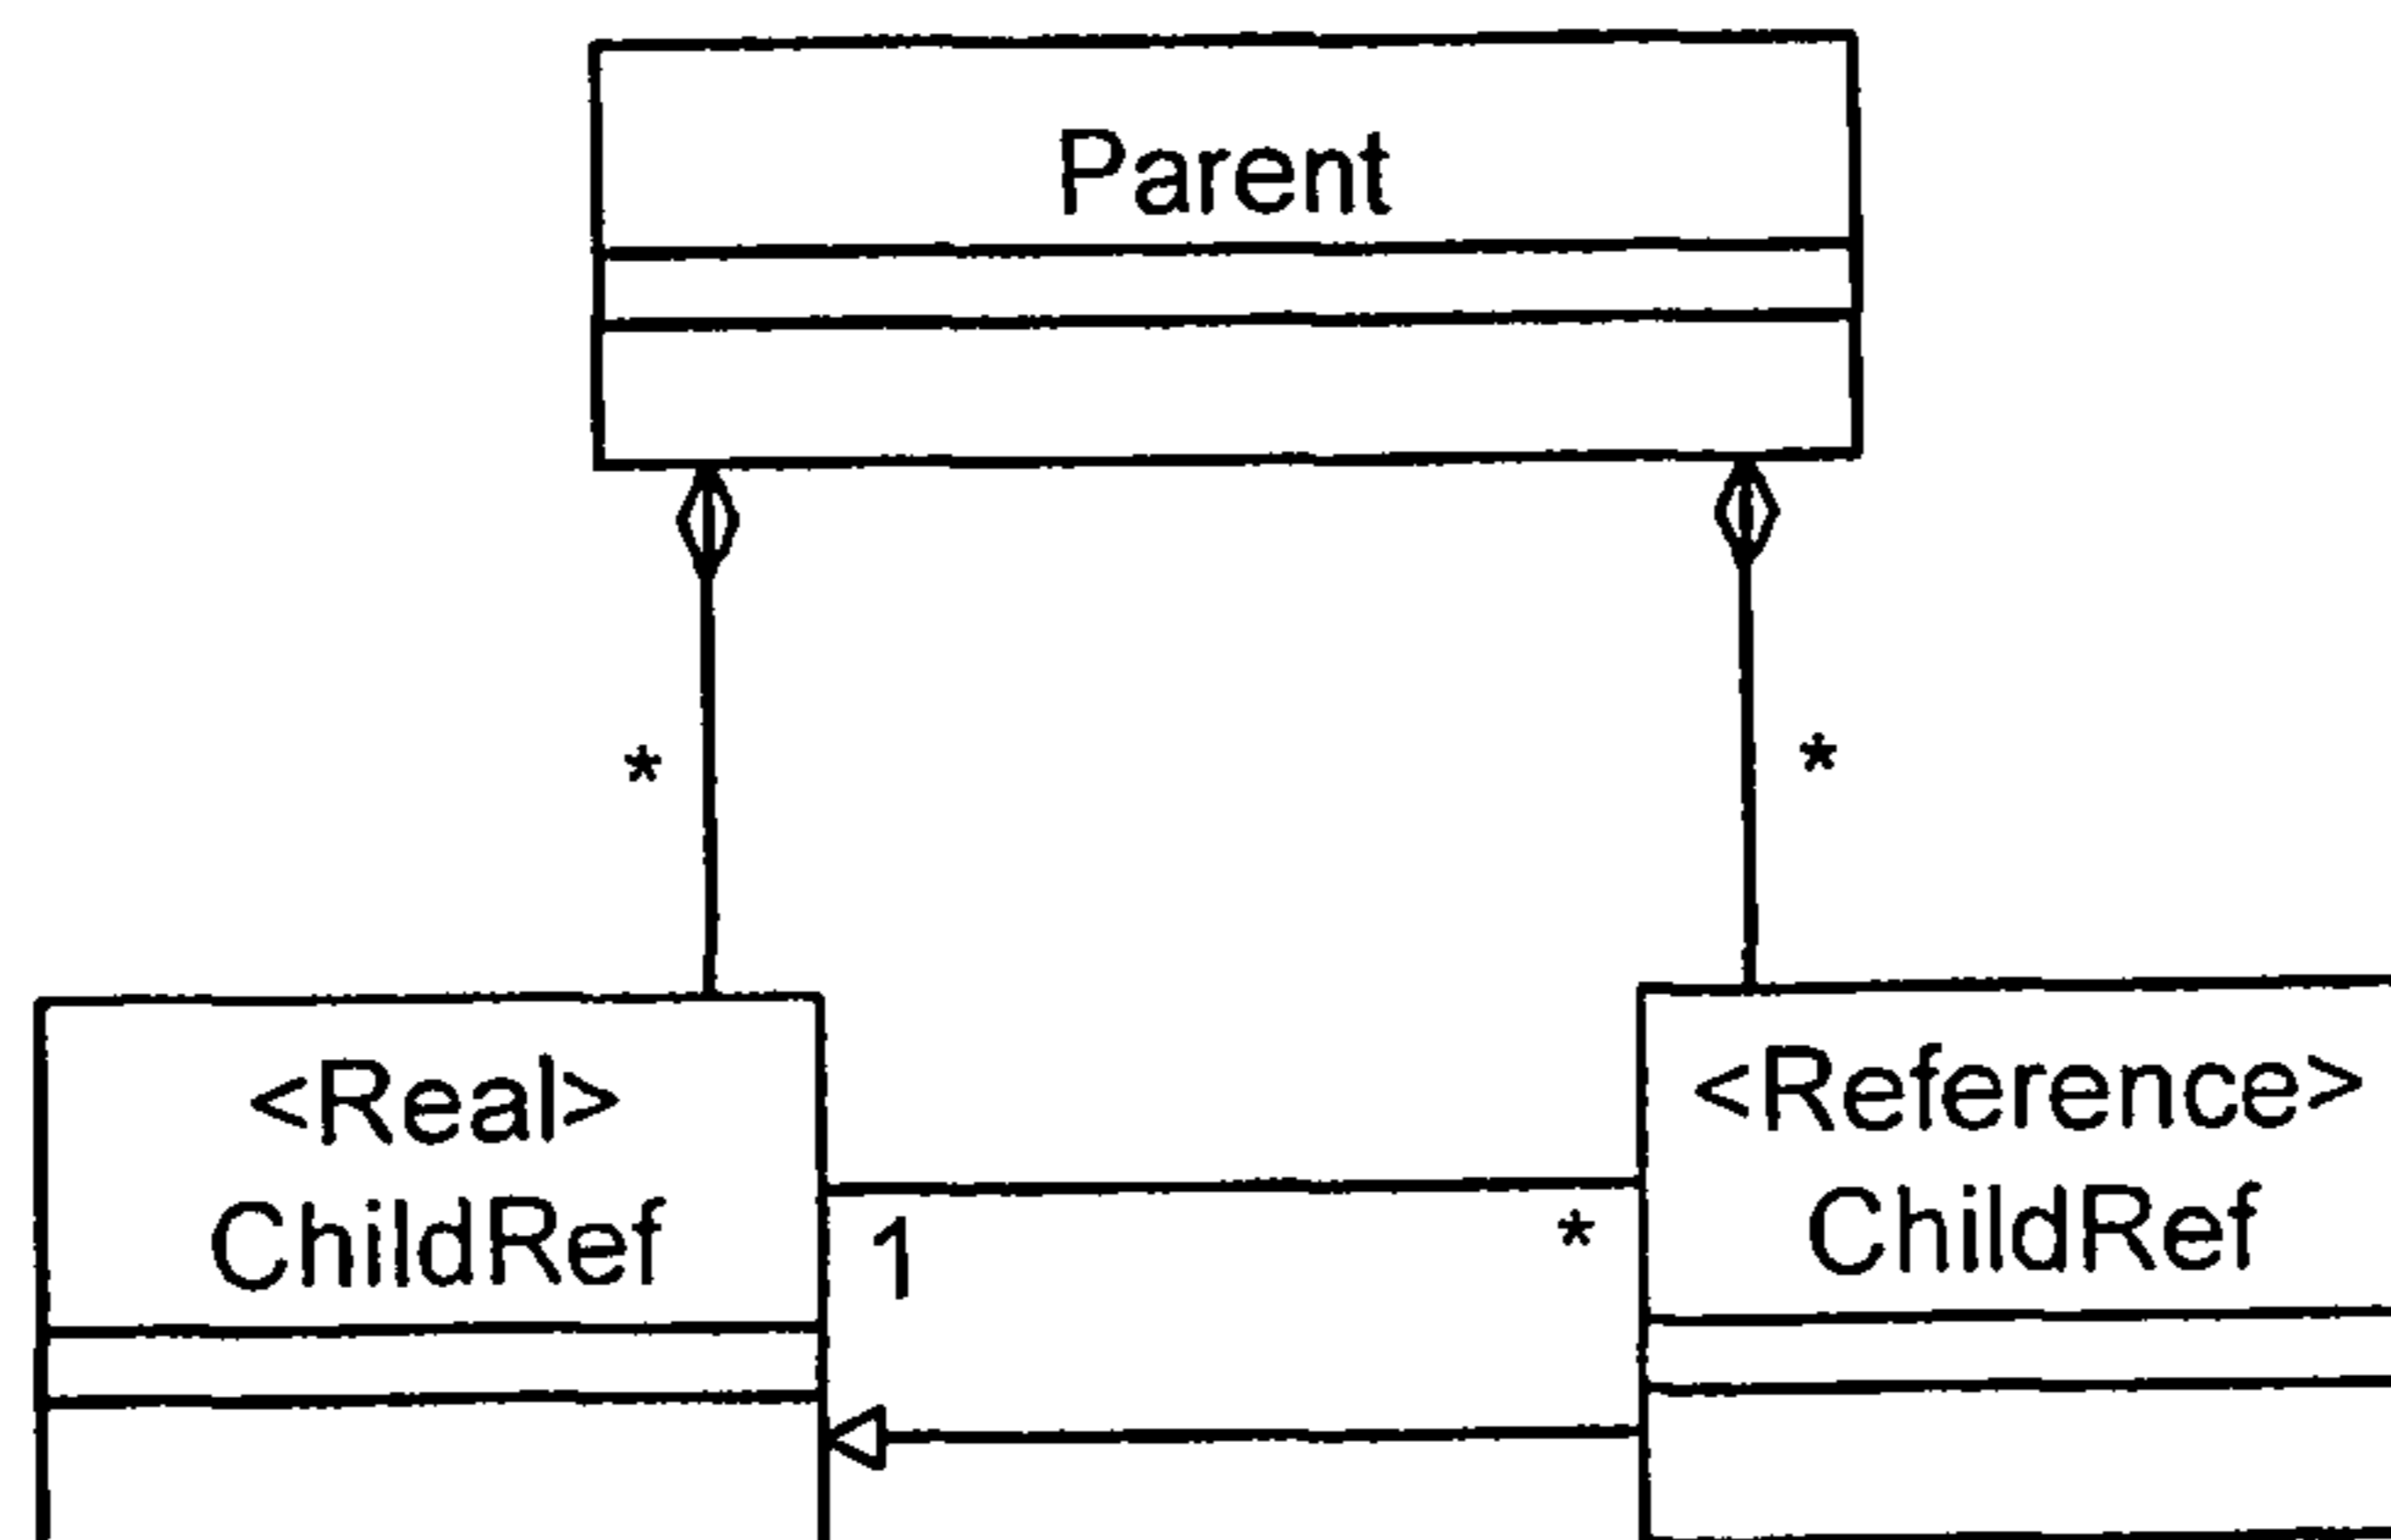 Parent
*
*
<Real>
ChildRef
<Reference>
ChildRef
1
*